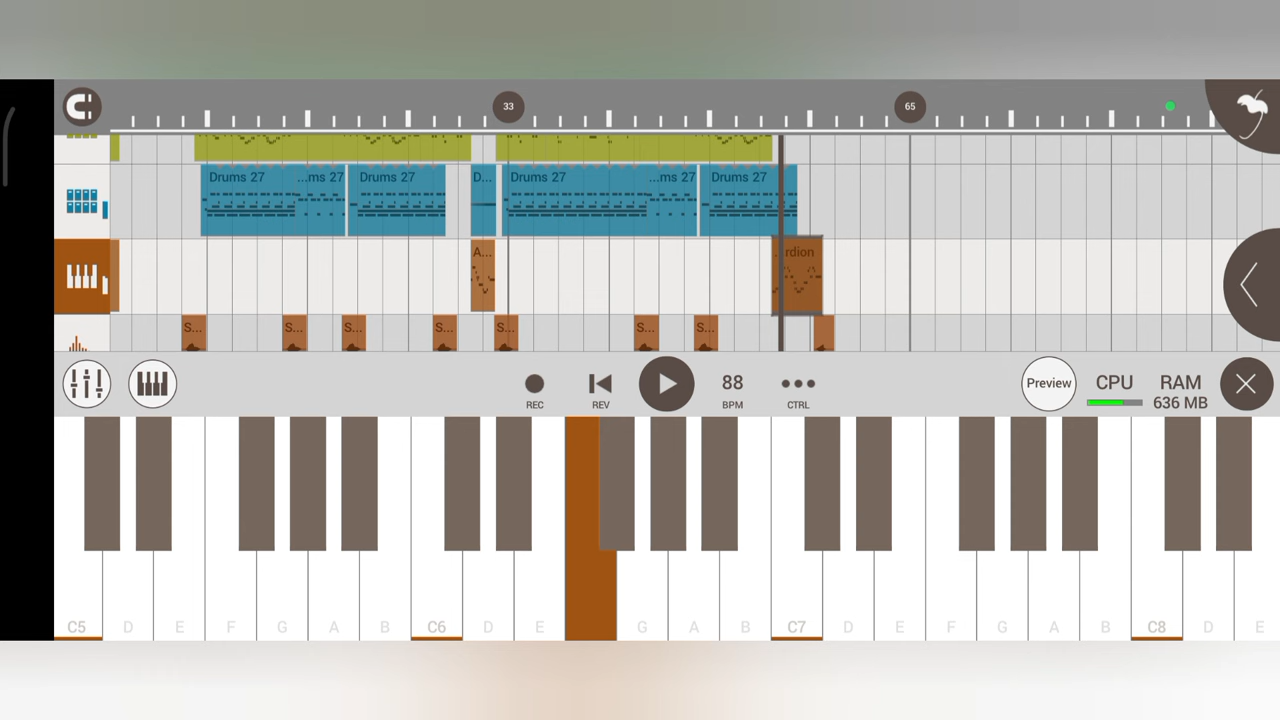 33
65
Drums 27
...ms 27
Drums 27
D...
Drums 27
...ms 27
Drums 27
A...
...rdion
S...
S...
S...
S...
S...
S...
S...
REC
REV
88
BPM
CTRL
Preview
CPU
RAM
636 MB
C5 D E F G A B C6 D E G A B C7 D E F G A B C8 D E